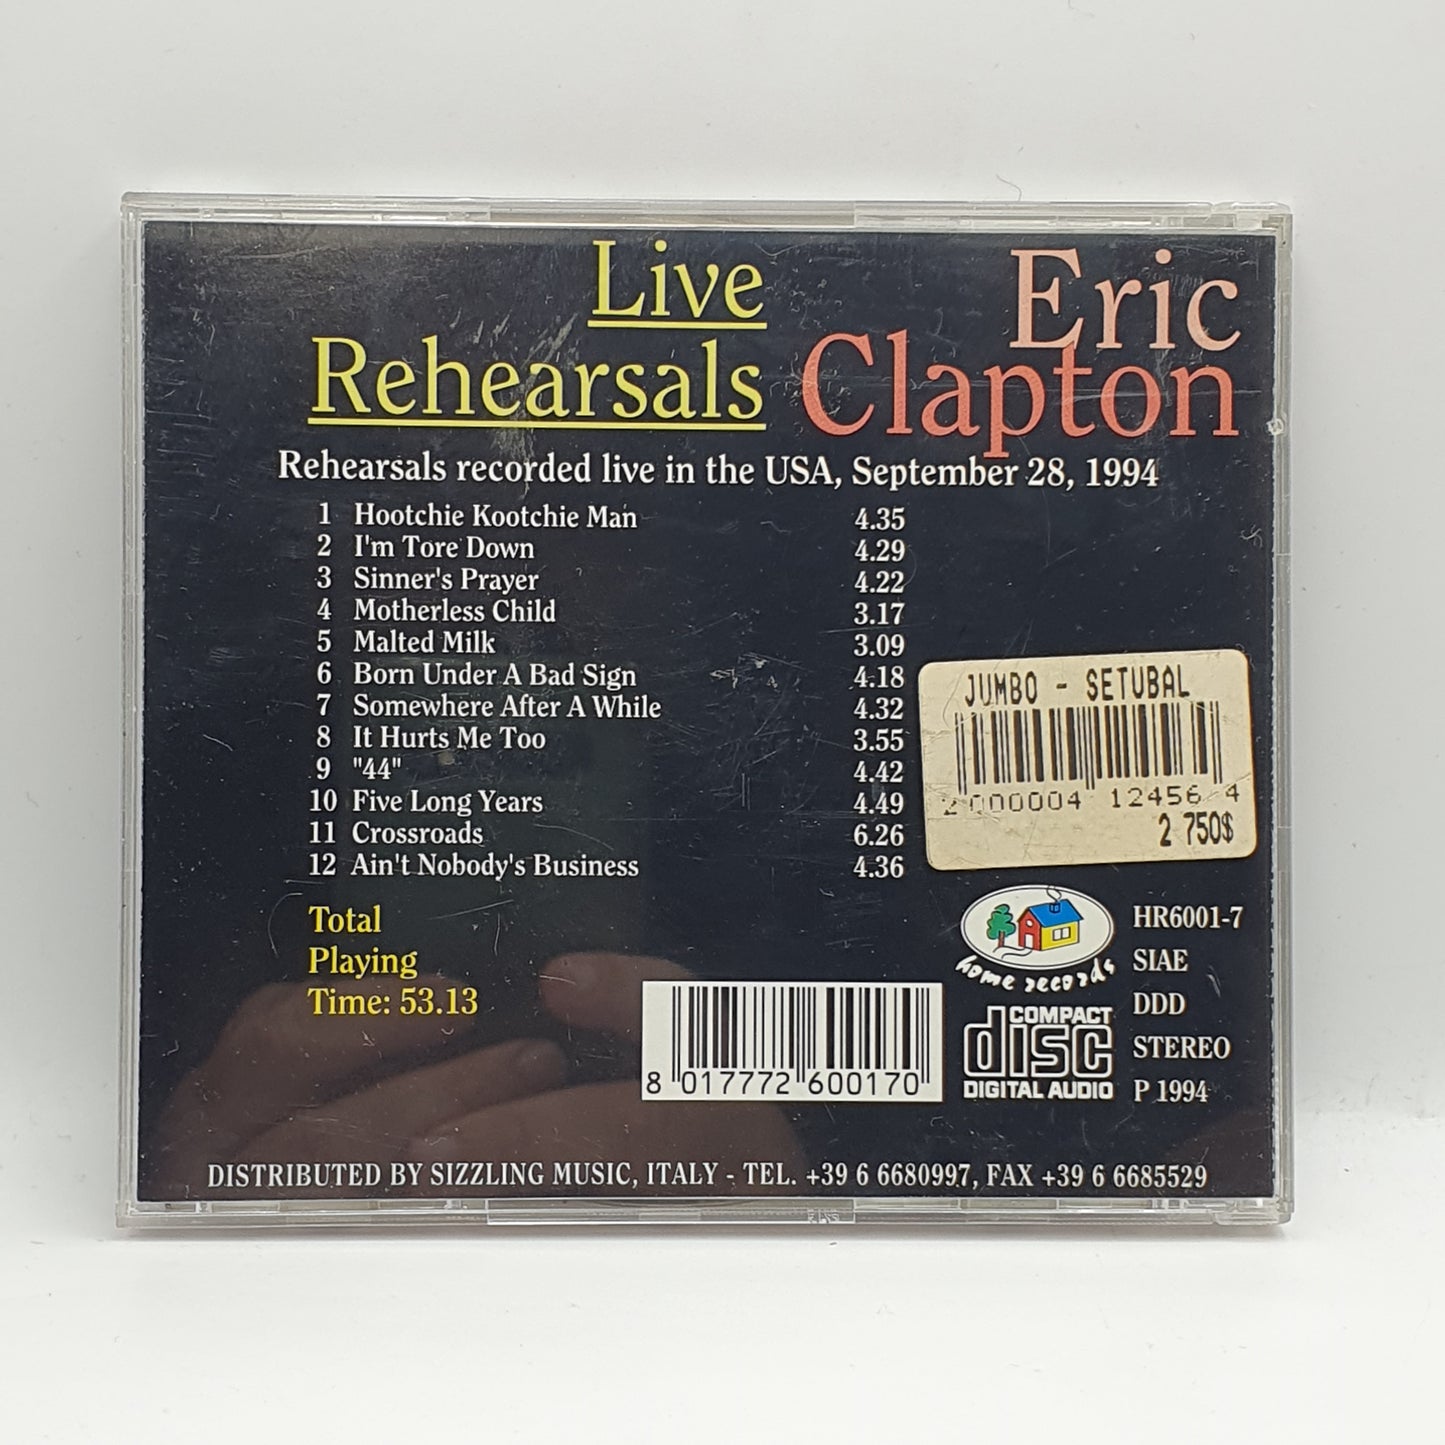 Live
Rehearsals
Eric
Clapton
Rehearsals recorded live in the USA, September 28, 1994
1 Hootchie Kootchie Man 4.35
2 I'm Tore Down 4.29
3 Sinner's Prayer 4.22
4 Motherless Child 3.17
5 Malted Milk 3.09
6 Born Under A Bad Sign 4.18
7 Somewhere After A While 4.32
8 It Hurts Me Too 3.55
9 "44" 4.42
10 Five Long Years 4.49
11 Crossroads 6.26
12 Ain't Nobody's Business 4.36
JUMBO - SETUBAL
2 000004 12456 4
2 750$
Total
Playing
Time: 53.13
home records
HR6001-7
SIAE
DDD
STEREO
P 1994
8 017772 600170
COMPACT
disc
DIGITAL AUDIO
DISTRIBUTED BY SIZZLING MUSIC, ITALY - TEL. +39 6 6680997, FAX +39 6 6685529